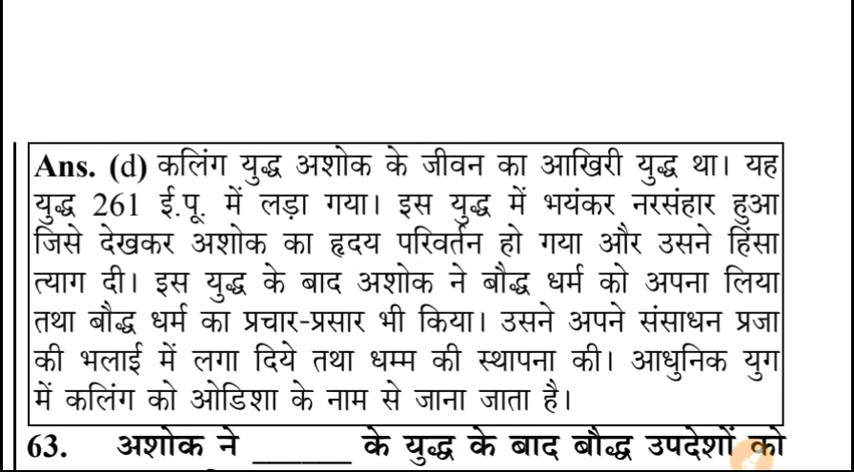 Ans. (d) कलिंग युद्ध अशोक के जीवन का आखिरी युद्ध था। यह
युद्ध 261 ई.पू. में लड़ा गया। इस युद्ध में भयंकर नरसंहार हुआ
जिसे देखकर अशोक का हृदय परिवर्तन हो गया और उसने हिंसा
त्याग दी। इस युद्ध के बाद अशोक ने बौद्ध धर्म को अपना लिया
तथा बौद्ध धर्म का प्रचार-प्रसार भी किया। उसने अपने संसाधन प्रजा
की भलाई में लगा दिये तथा धम्म की स्थापना की। आधुनिक युग
में कलिंग को ओडिशा के नाम से जाना जाता है।
63. अशोक ने ______ के युद्ध के बाद बौद्ध उपदेशों को